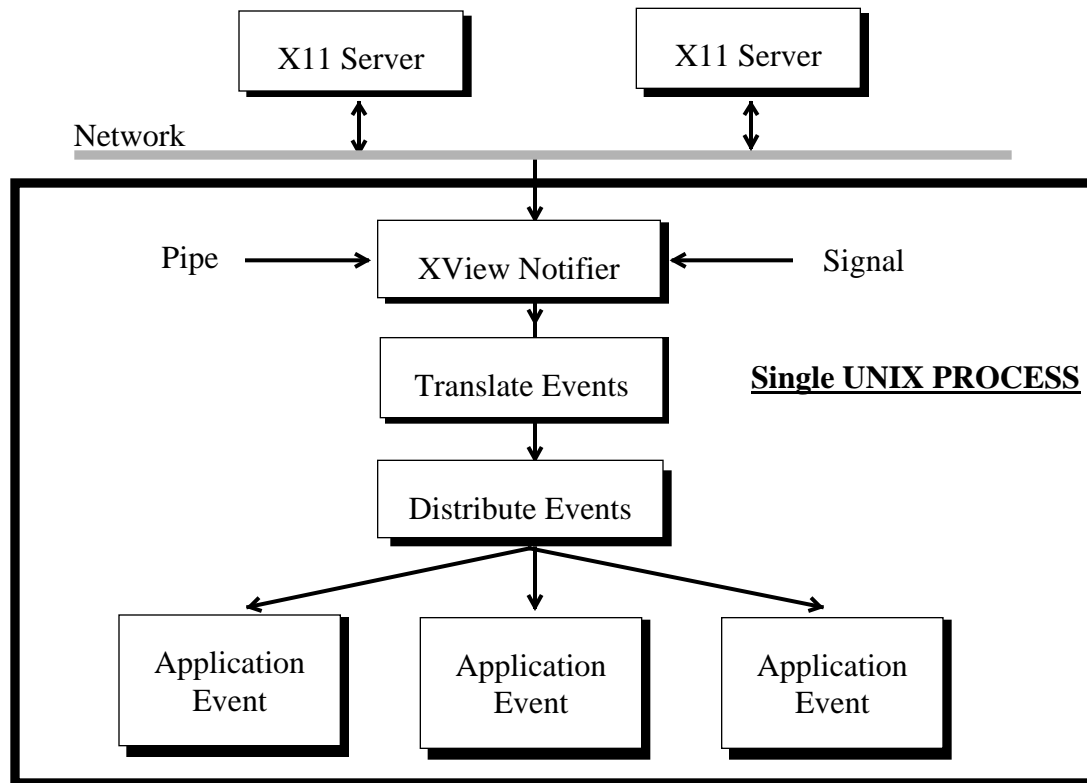 X11 Server
X11 Server
Network
Pipe
XView Notifier
Signal
Translate Events
Single UNIX PROCESS
Distribute Events
Application
Event
Application
Event
Application
Event